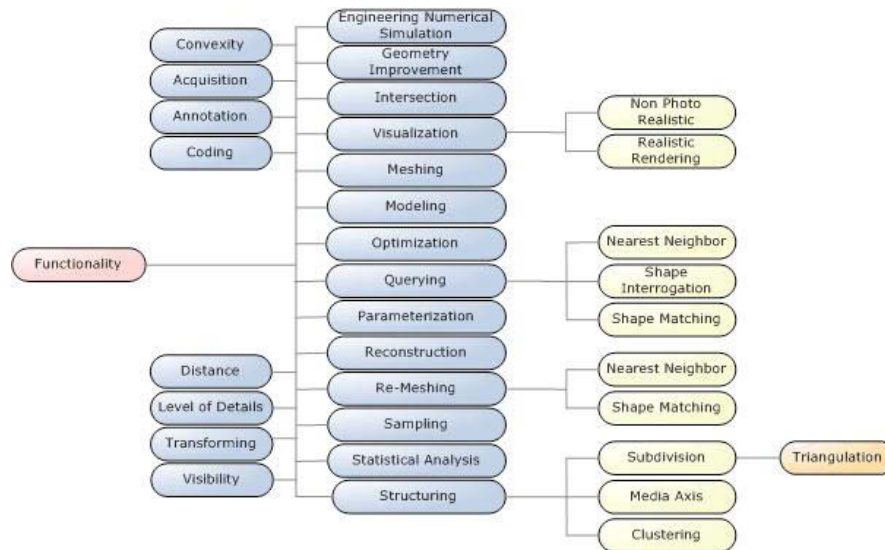 Functionality
Convexity
Acquisition
Annotation
Coding
Distance
Level of Details
Transforming
Visibility
Engineering Numerical
Simulation
Geometry
Improvement
Intersection
Visualization
Meshing
Modeling
Optimization
Querying
Parameterization
Reconstruction
Re-Meshing
Sampling
Statistical Analysis
Structuring
Non Photo
Realistic
Realistic
Rendering
Nearest Neighbor
Shape
Interrogation
Shape Matching
Nearest Neighbor
Shape Matching
Subdivision
Media Axis
Clustering
Triangulation